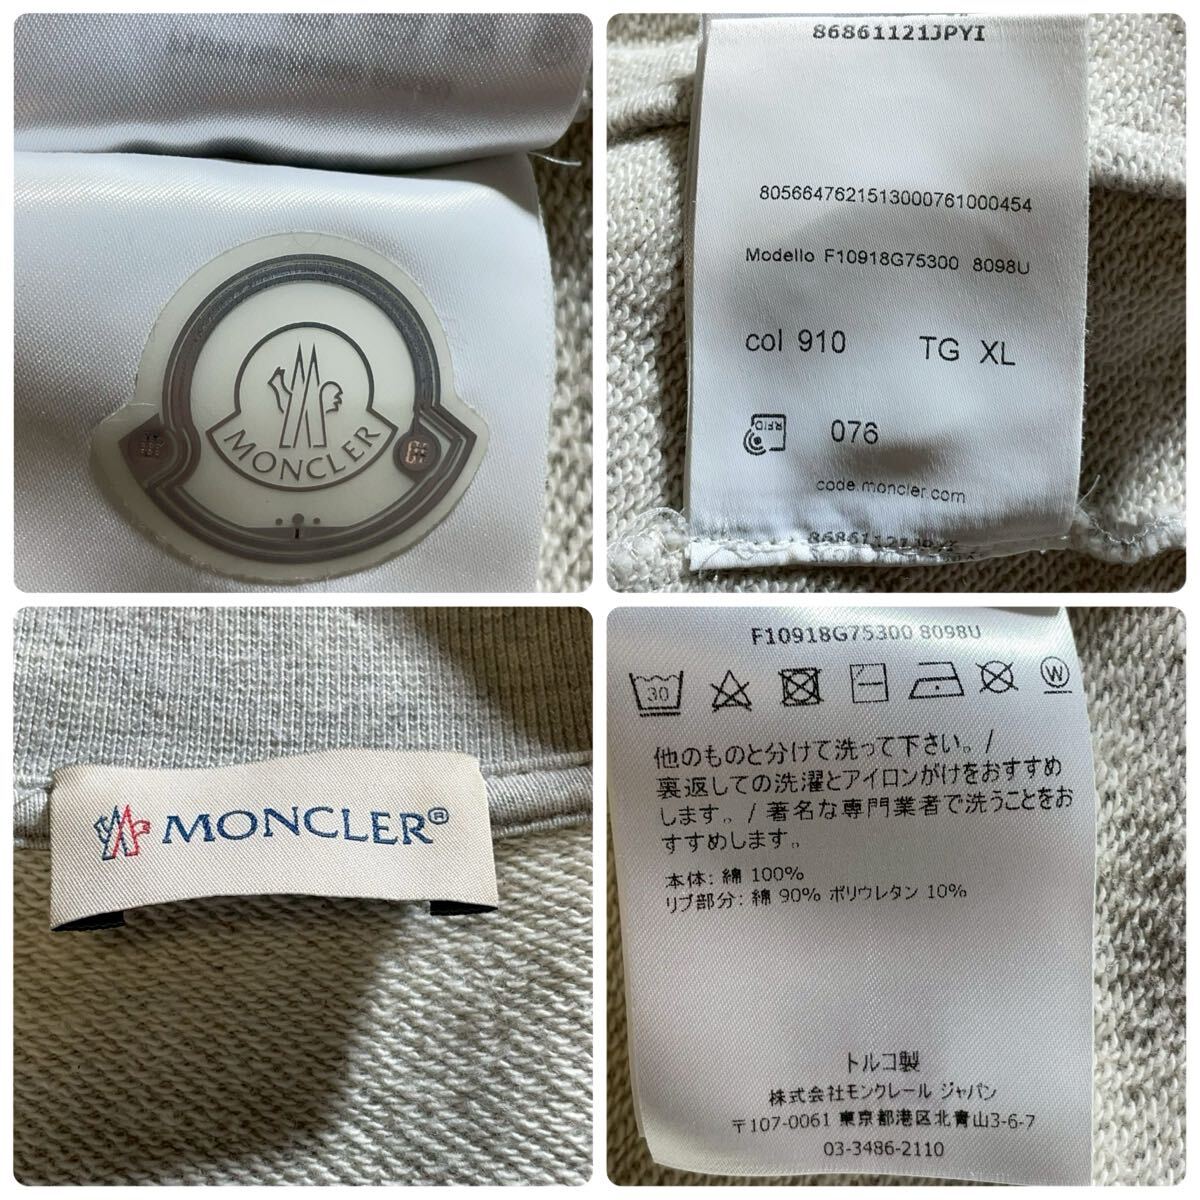 MONCLER
86861121JPYI
8056647621513000761000454
Modello F10918G75300 8098U
col 910 TG XL
RFID
076
code.moncler.com
MONCLER®
F10918G75300 8098U
30
W
他のものと分けて洗って下さい。/
裏返しての洗濯とアイロンがけをおすすめ
します。/ 著名な専門業者で洗うことをお
すすめします。
本体: 綿 100%
リブ部分: 綿 90% ポリウレタン 10%
トルコ製
株式会社モンクレール ジャパン
〒107-0061 東京都港区北青山3-6-7
03-3486-2110